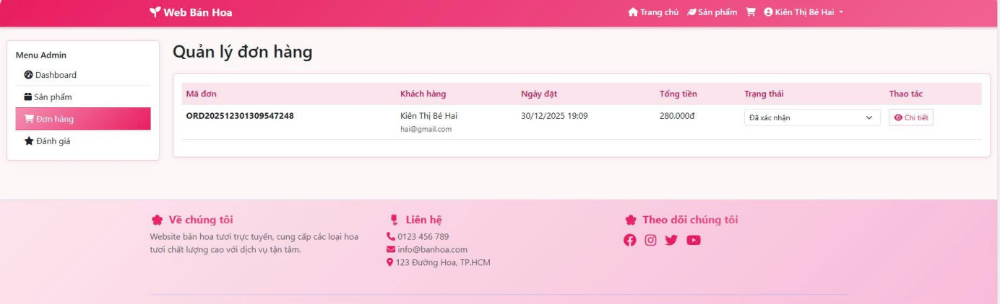 Web Bán Hoa
Trang chủ Sản phẩm Kiên Thị Bé Hai
Menu Admin
Dashboard
Sản phẩm
Đơn hàng
Đánh giá
Quản lý đơn hàng
Mã đơn Khách hàng Ngày đặt Tổng tiền Trạng thái Thao tác
ORD202512301309547248 Kiên Thị Bé Hai 30/12/2025 19:09 280.000đ Đã xác nhận Chi tiết
hai@gmail.com
Về chúng tôi
Website bán hoa tươi trực tuyến, cung cấp các loại hoa
tươi chất lượng cao với dịch vụ tận tâm.
Liên hệ
0123 456 789
info@banhoa.com
123 Đường Hoa, TP.HCM
Theo dõi chúng tôi